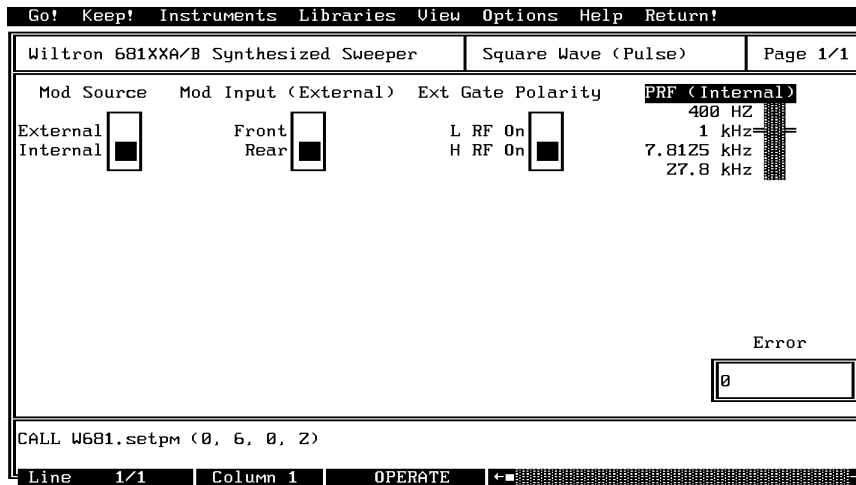 Go! Keep! Instruments Libraries View Options Help Return!
Wiltron 681XXA/B Synthesized Sweeper
Square Wave (Pulse)
Page 1/1
Mod Source
External
Internal
Mod Input (External)
Front
Rear
Ext Gate Polarity
L RF On
H RF On
PRF (Internal)
400 HZ
1 kHz
7.8125 kHz
27.8 kHz
Error
0
CALL W681.setpm (0, 6, 0, 2)
Line 1/1 Column 1 OPERATE